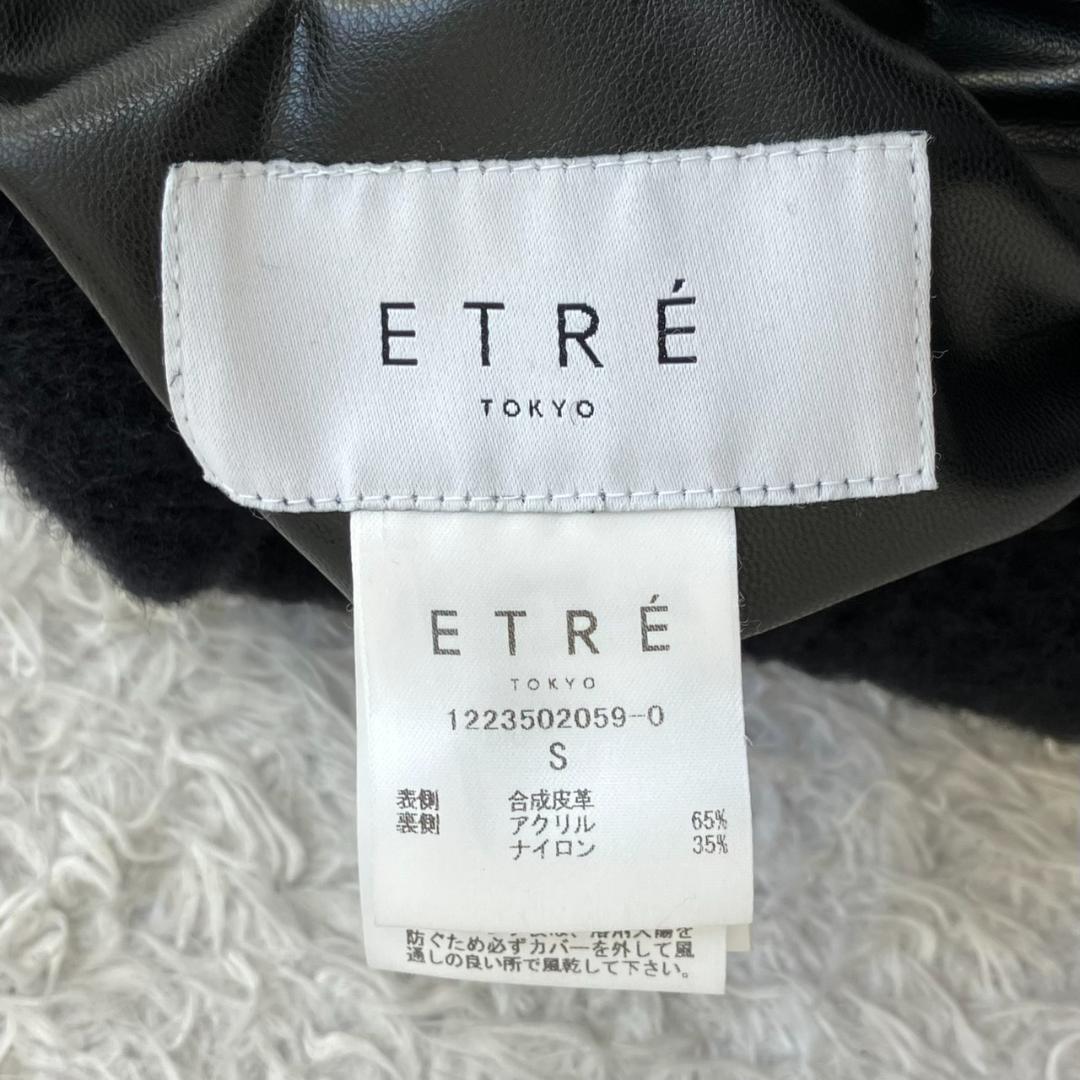 ETRÉ
TOKYO
ETRÉ
TOKYO
1223502059-0
S
表側 合成皮革
裏側 アクリル 65%
ナイロン 35%
防ぐため必ずカバーを外して風
通しの良い所で風乾して下さい。